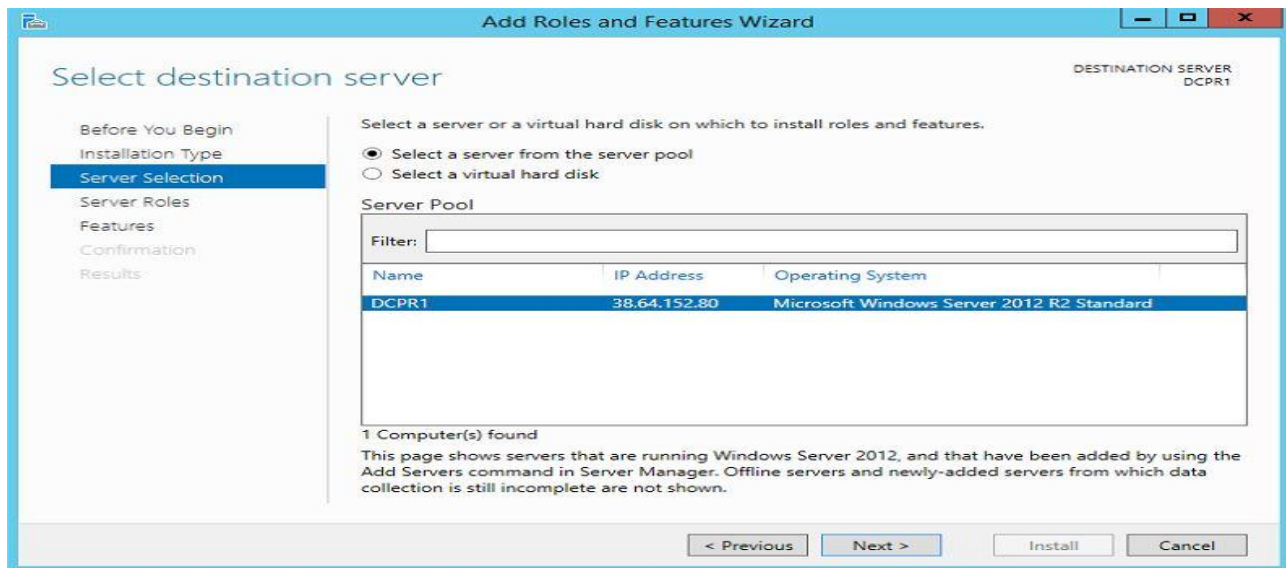 Add Roles and Features Wizard
Select destination server
DESTINATION SERVER
DCPR1
Before You Begin
Installation Type
Server Selection
Server Roles
Features
Confirmation
Results
Select a server or a virtual hard disk on which to install roles and features.
Select a server from the server pool
Select a virtual hard disk
Server Pool
Filter:
Name IP Address Operating System
DCPR1 38.64.152.80 Microsoft Windows Server 2012 R2 Standard
1 Computer(s) found
This page shows servers that are running Windows Server 2012, and that have been added by using the
Add Servers command in Server Manager. Offline servers and newly-added servers from which data
collection is still incomplete are not shown.
< Previous Next > Install Cancel